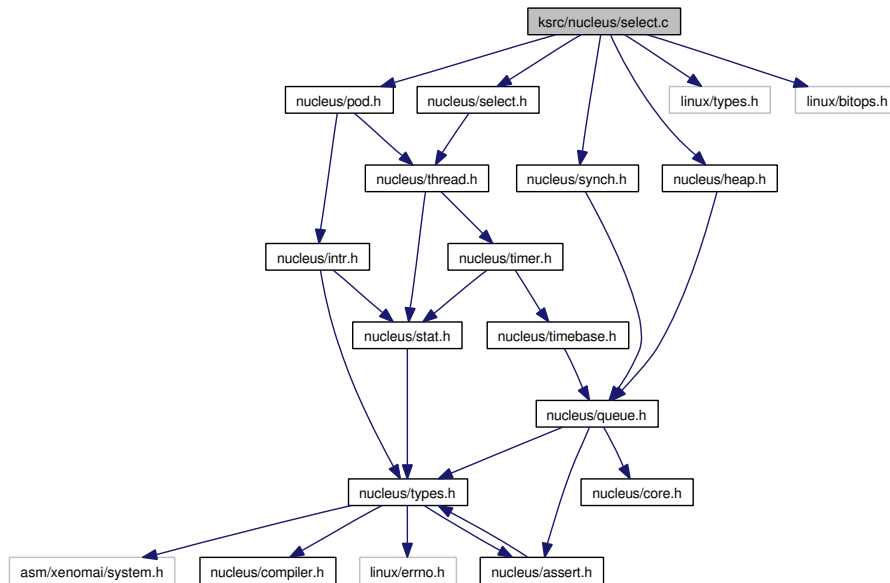 ksrc/nucleus/select.c
nucleus/pod.h
nucleus/select.h
linux/types.h
linux/bitops.h
nucleus/thread.h
nucleus/synch.h
nucleus/heap.h
nucleus/intr.h
nucleus/timer.h
nucleus/stat.h
nucleus/timebase.h
nucleus/queue.h
nucleus/types.h
nucleus/core.h
asm/xenomai/system.h
nucleus/compiler.h
linux/errno.h
nucleus/assert.h